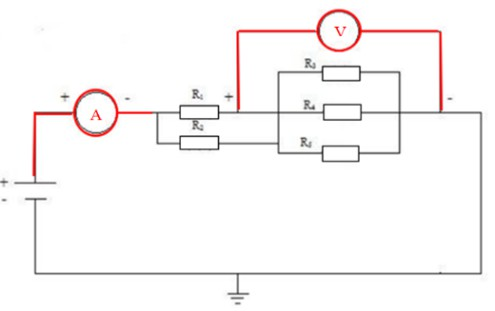 V
R₃
+ A -
R₁
+
R₄
-
R₂
R₅
+
-